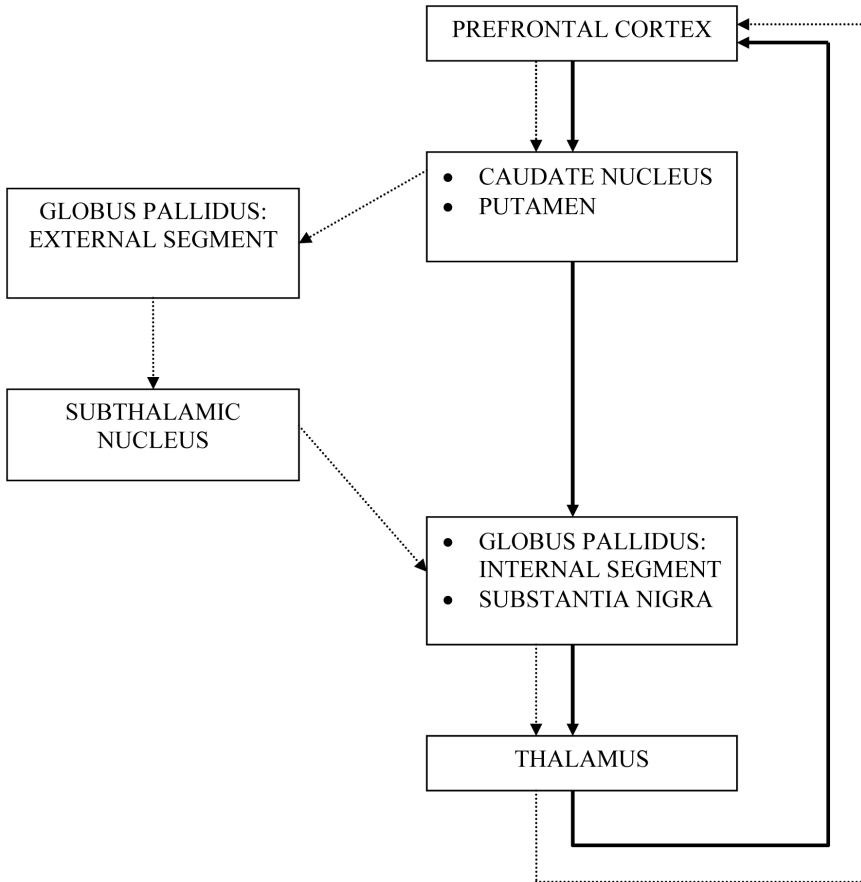 PREFRONTAL CORTEX
• CAUDATE NUCLEUS
• PUTAMEN
GLOBUS PALLIDUS:
EXTERNAL SEGMENT
SUBTHALAMIC
NUCLEUS
• GLOBUS PALLIDUS:
INTERNAL SEGMENT
• SUBSTANTIA NIGRA
THALAMUS